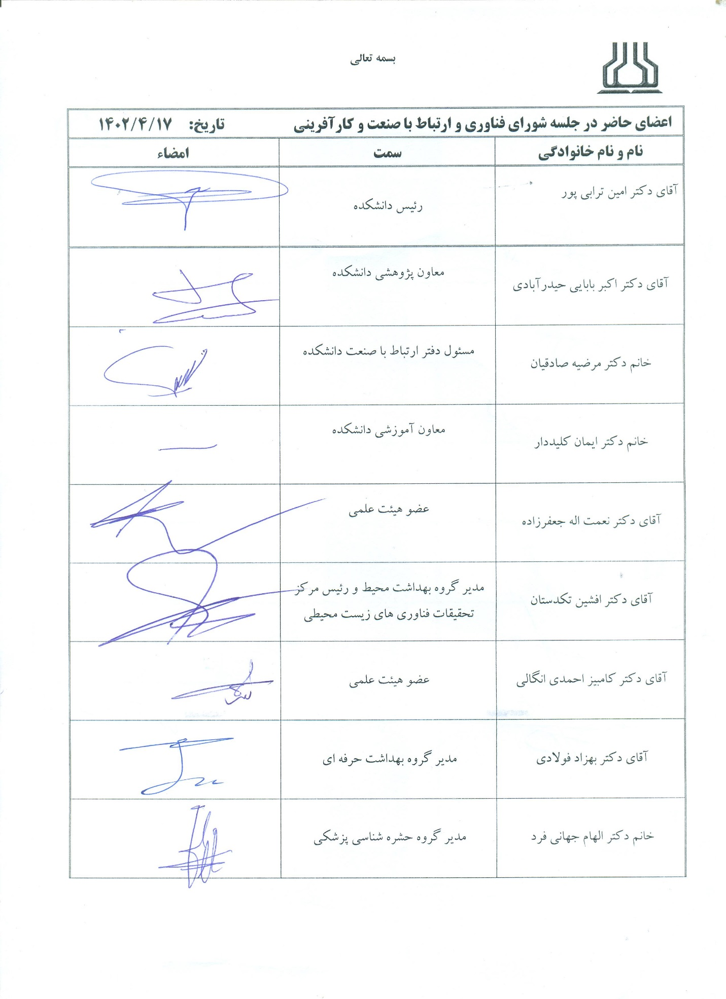 بسمه تعالی
اعضای حاضر در جلسه شورای فناوری و ارتباط با صنعت و کارآفرینی تاریخ: ۱۴۰۲/۴/۱۷
نام و نام خانوادگی سمت امضاء
آقای دکتر امین ترابی پور رئیس دانشکده
آقای دکتر اکبر بابایی حیدرآبادی معاون پژوهشی دانشکده
خانم دکتر مرضیه صادقیان مسئول دفتر ارتباط با صنعت دانشکده
خانم دکتر ایمان کلیددار معاون آموزشی دانشکده
آقای دکتر نعمت اله جعفرزاده عضو هیئت علمی
آقای دکتر افشین تکدستان مدیر گروه بهداشت محیط و رئیس مرکز
تحقیقات فناوری های زیست محیطی
آقای دکتر کامبیز احمدی انگالی عضو هیئت علمی
آقای دکتر بهزاد فولادی مدیر گروه بهداشت حرفه ای
خانم دکتر الهام جهانی فرد مدیر گروه حشره شناسی پزشکی